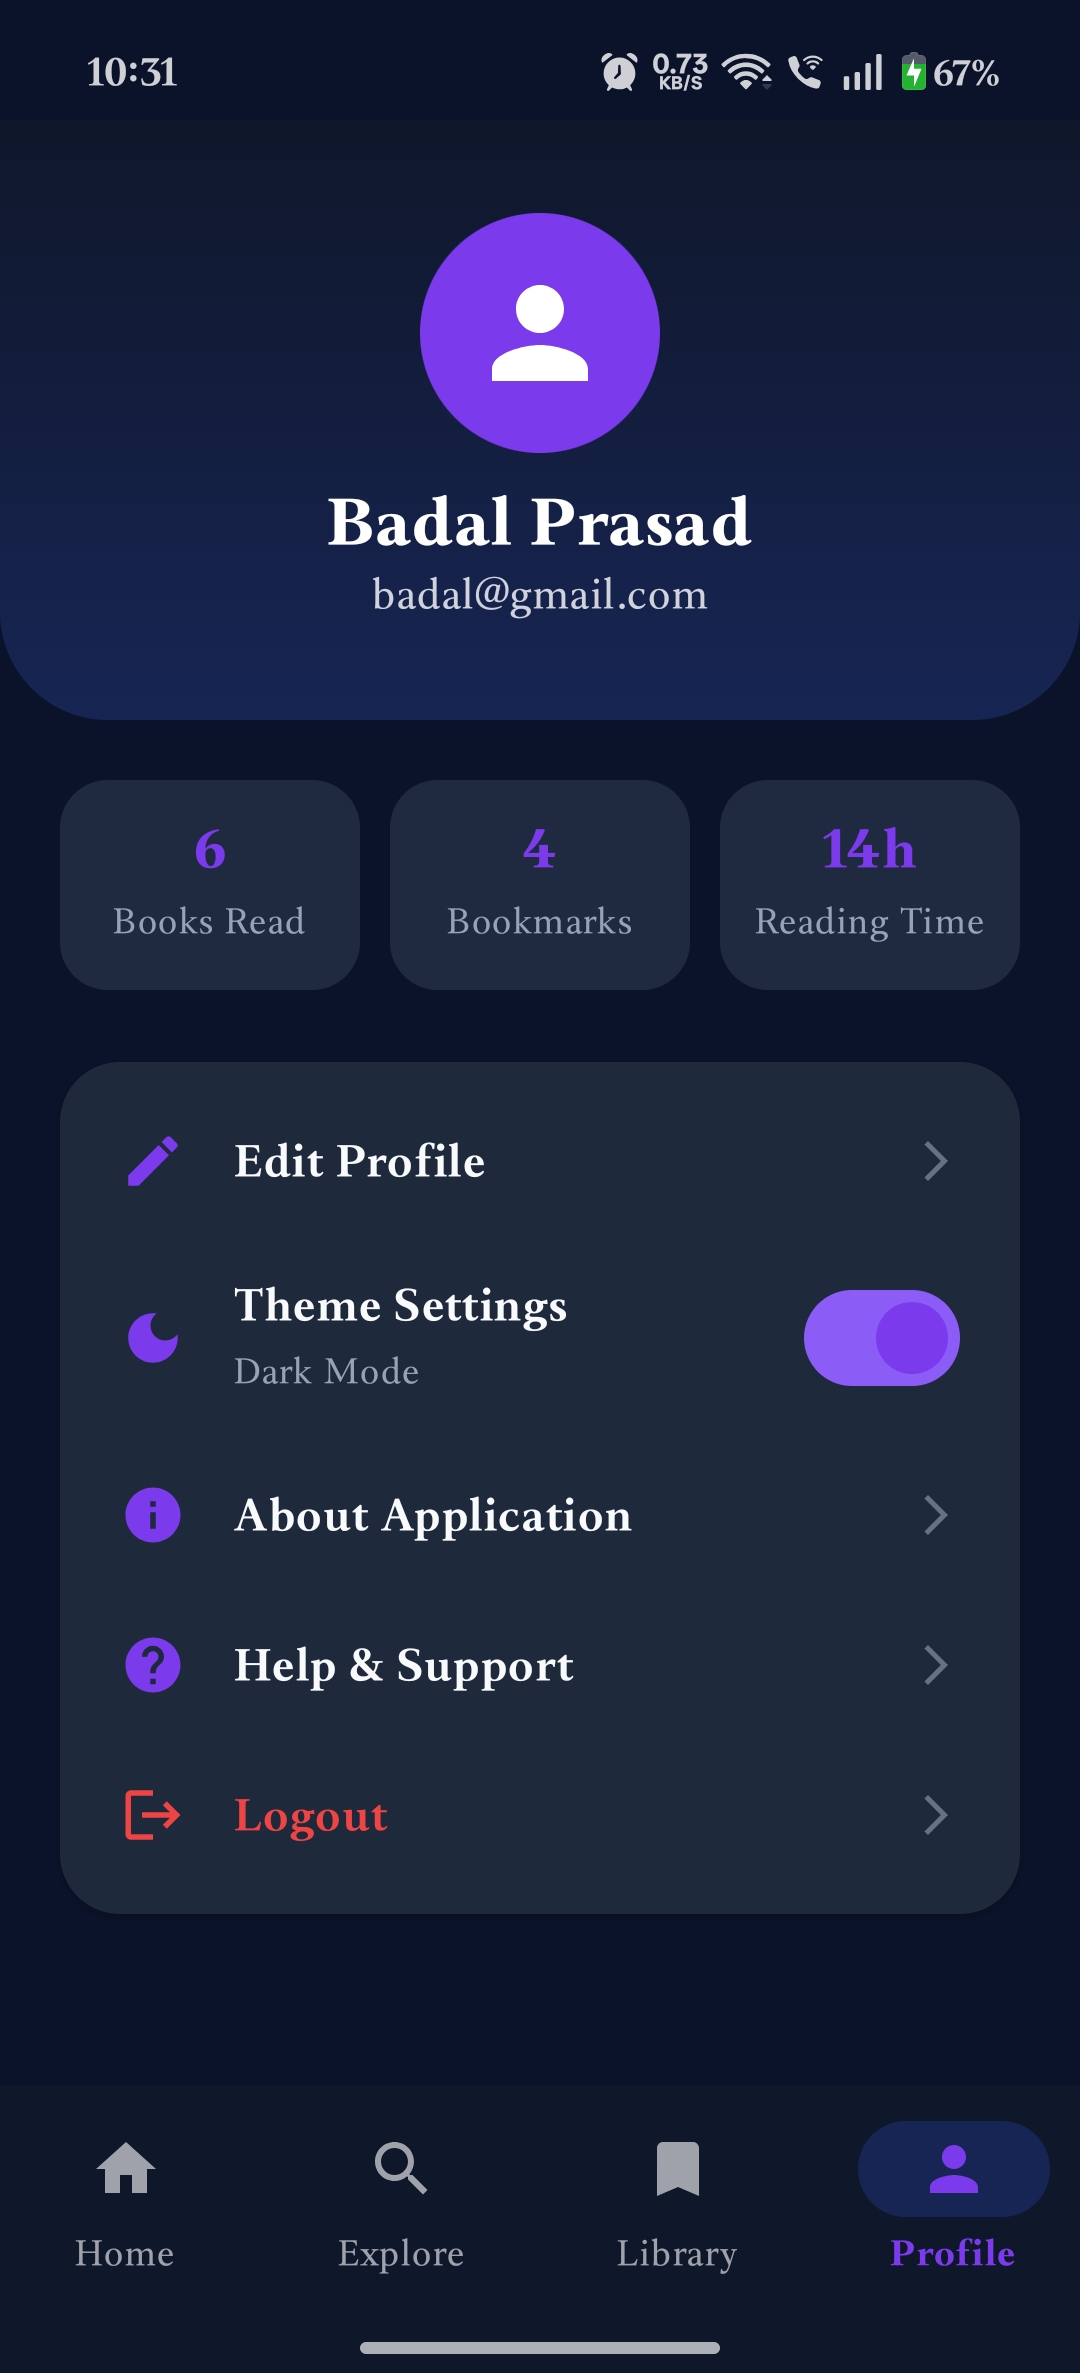 10:31
0.73
KB/S
67%
Badal Prasad
badal@gmail.com
6
Books Read
4
Bookmarks
14h
Reading Time
Edit Profile
Theme Settings
Dark Mode
About Application
Help & Support
Logout
Home
Explore
Library
Profile